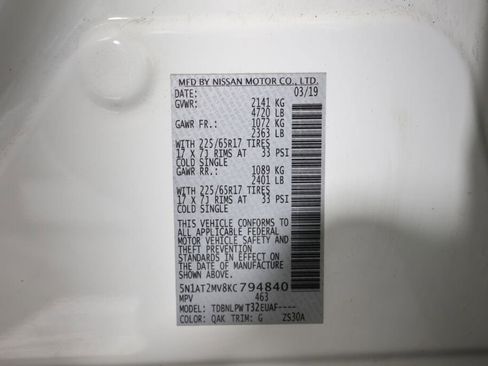 MFD BY NISSAN MOTOR CO., LTD.
DATE: 03/19
GVWR: 2141 KG
4720 LB
GAWR FR.: 1072 KG
2363 LB
WITH 225/65R17 TIRES
17 X 7J RIMS AT 33 PSI
COLD SINGLE
GAWR RR.: 1089 KG
2401 LB
WITH 225/65R17 TIRES
17 X 7J RIMS AT 33 PSI
COLD SINGLE
THIS VEHICLE CONFORMS TO
ALL APPLICABLE FEDERAL
MOTOR VEHICLE SAFETY AND
THEFT PREVENTION
STANDARDS IN EFFECT ON
THE DATE OF MANUFACTURE
SHOWN ABOVE.
5N1AT2MV8KC794840
MPV 463
MODEL: TDBNLPW T32EUAF----
COLOR: QAK TRIM: G ZS30A